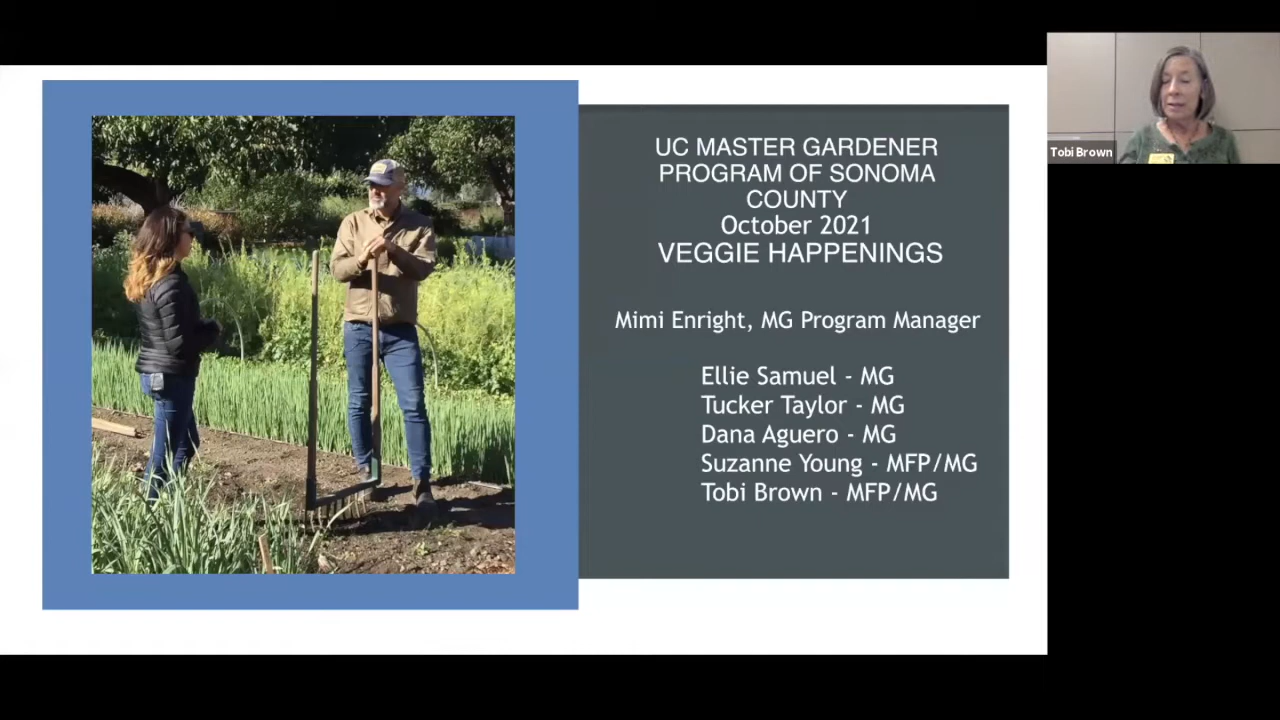 UC MASTER GARDENER
PROGRAM OF SONOMA
COUNTY
October 2021
VEGGIE HAPPENINGS
Mimi Enright, MG Program Manager
Ellie Samuel - MG
Tucker Taylor - MG
Dana Aguero - MG
Suzanne Young - MFP/MG
Tobi Brown - MFP/MG
Tobi Brown